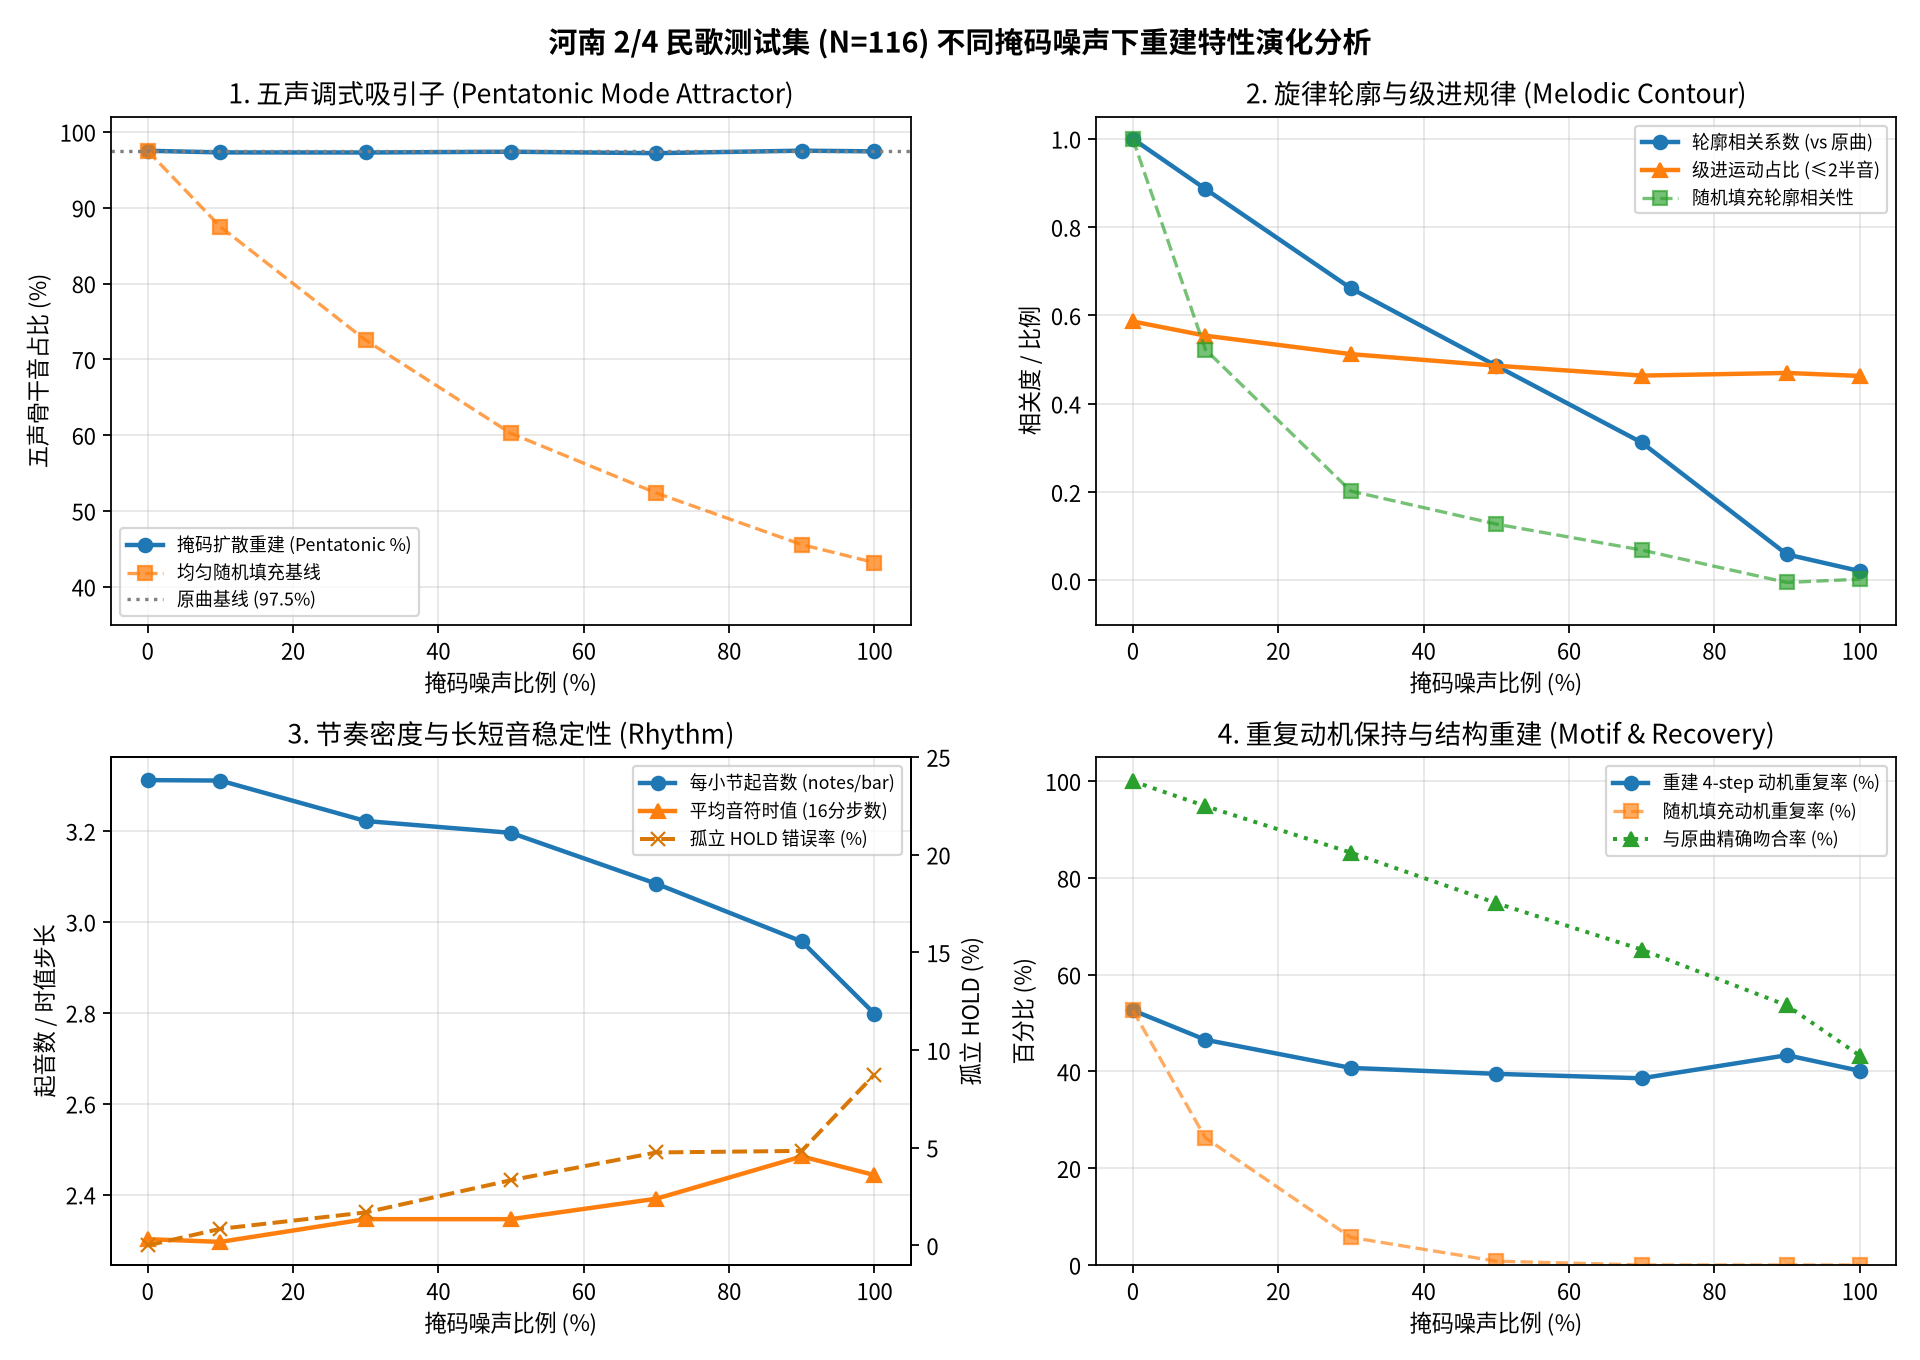 河南 2/4 民歌测试集 (N=116) 不同掩码噪声下重建特性演化分析
1. 五声调式吸引子 (Pentatonic Mode Attractor)
五声骨干音占比 (%)
100
90
80
70
60
50
40
掩码扩散重建 (Pentatonic %)
均匀随机填充基线
原曲基线 (97.5%)
0 20 40 60 80 100
掩码噪声比例 (%)
2. 旋律轮廓与级进规律 (Melodic Contour)
相关度 / 比例
1.0
0.8
0.6
0.4
0.2
0.0
轮廓相关系数 (vs 原曲)
级进运动占比 (≤2半音)
随机填充轮廓相关性
0 20 40 60 80 100
掩码噪声比例 (%)
3. 节奏密度与长短音稳定性 (Rhythm)
起音数 / 时值步长
3.2
3.0
2.8
2.6
2.4
每小节起音数 (notes/bar)
平均音符时值 (16分步数)
孤立 HOLD 错误率 (%)
25
20
15
10
5
0
孤立 HOLD (%)
0 20 40 60 80 100
掩码噪声比例 (%)
4. 重复动机保持与结构重建 (Motif & Recovery)
百分比 (%)
100
80
60
40
20
0
重建 4-step 动机重复率 (%)
随机填充动机重复率 (%)
与原曲精确吻合率 (%)
0 20 40 60 80 100
掩码噪声比例 (%)